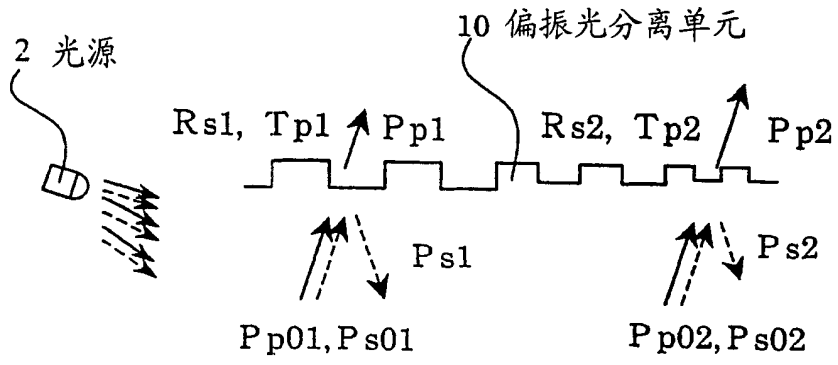 10 偏振光分离单元
2 光源
Rs1, Tp1 Pp1 Rs2, Tp2 Pp2
Ps1 Ps2
Pp01,Ps01 Pp02,Ps02